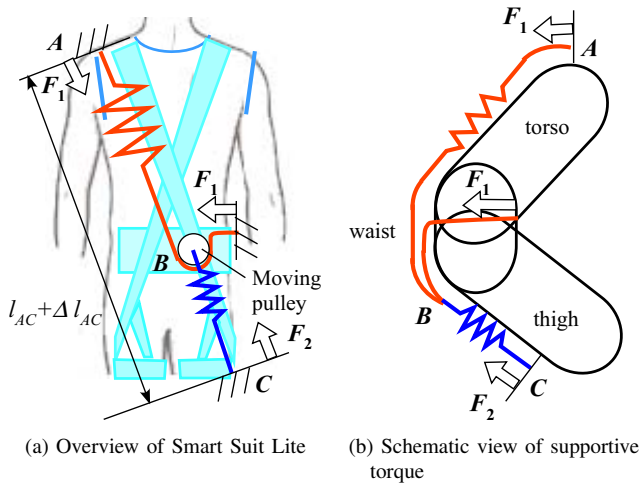 A
F1
F1
B
Moving
pulley
lAC+Δ lAC
F2
C
(a) Overview of Smart Suit Lite
F1
A
torso
F1
waist
B
thigh
C
F2
(b) Schematic view of supportive
torque